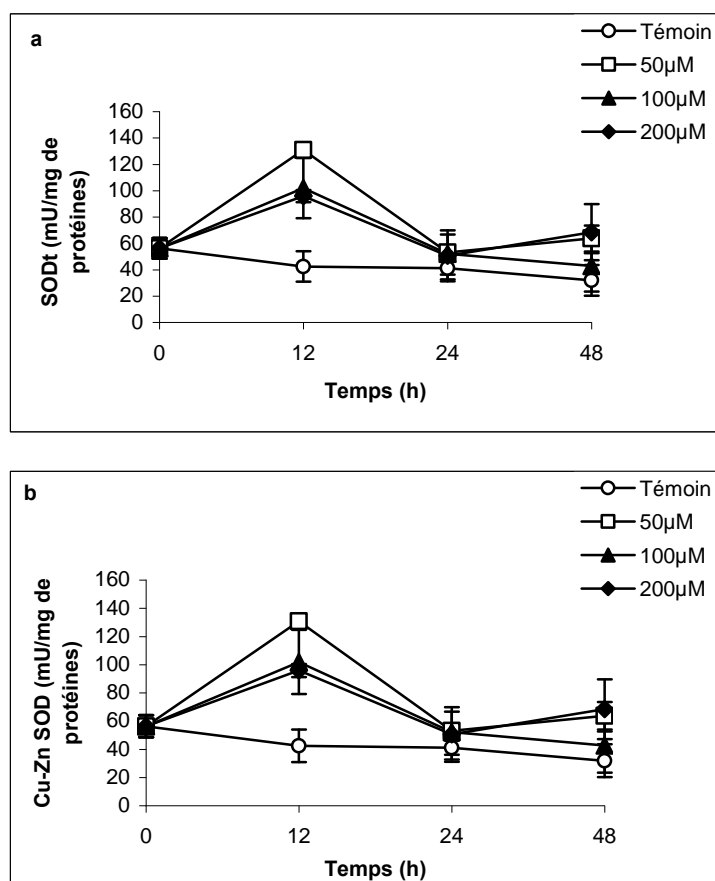 a
Témoin
50µM
100µM
200µM
SODt (mU/mg de
protéines)
160
140
120
100
80
60
40
20
0
0 12 24 48
Temps (h)
b
Témoin
50µM
100µM
200µM
Cu-Zn SOD (mU/mg de
protéines)
160
140
120
100
80
60
40
20
0
0 12 24 48
Temps (h)